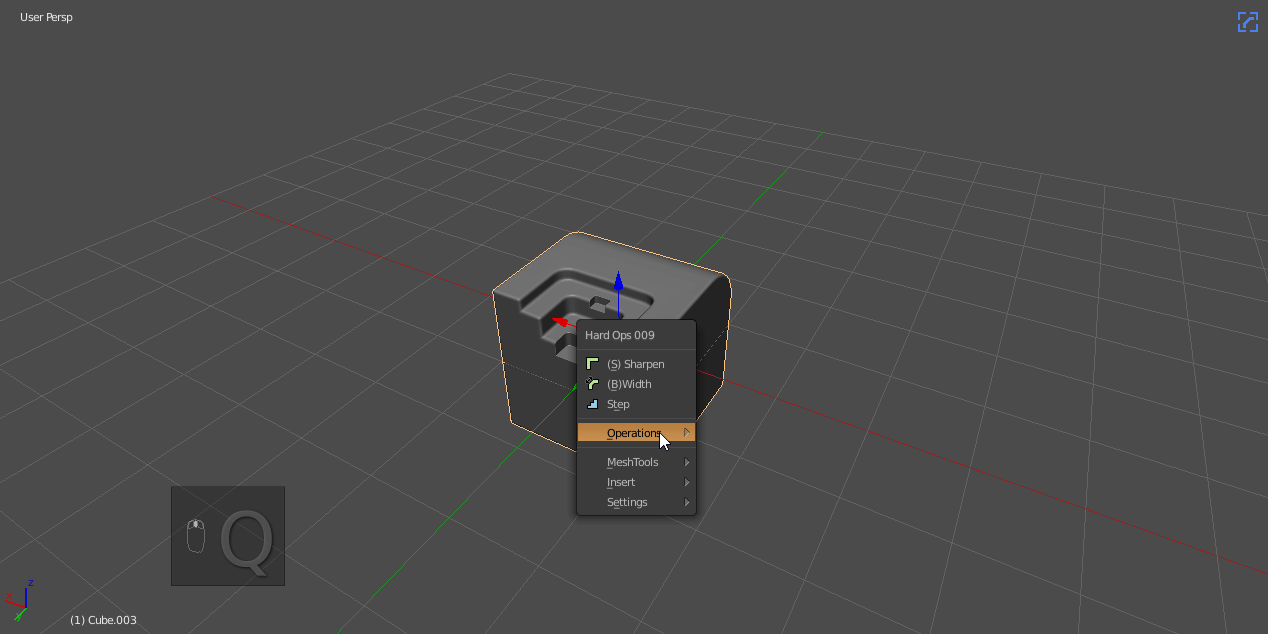 User Persp
Hard Ops 009
(S) Sharpen
(B)Width
Step
Operations
MeshTools
Insert
Settings
Q
z
x
y
(1) Cube.003